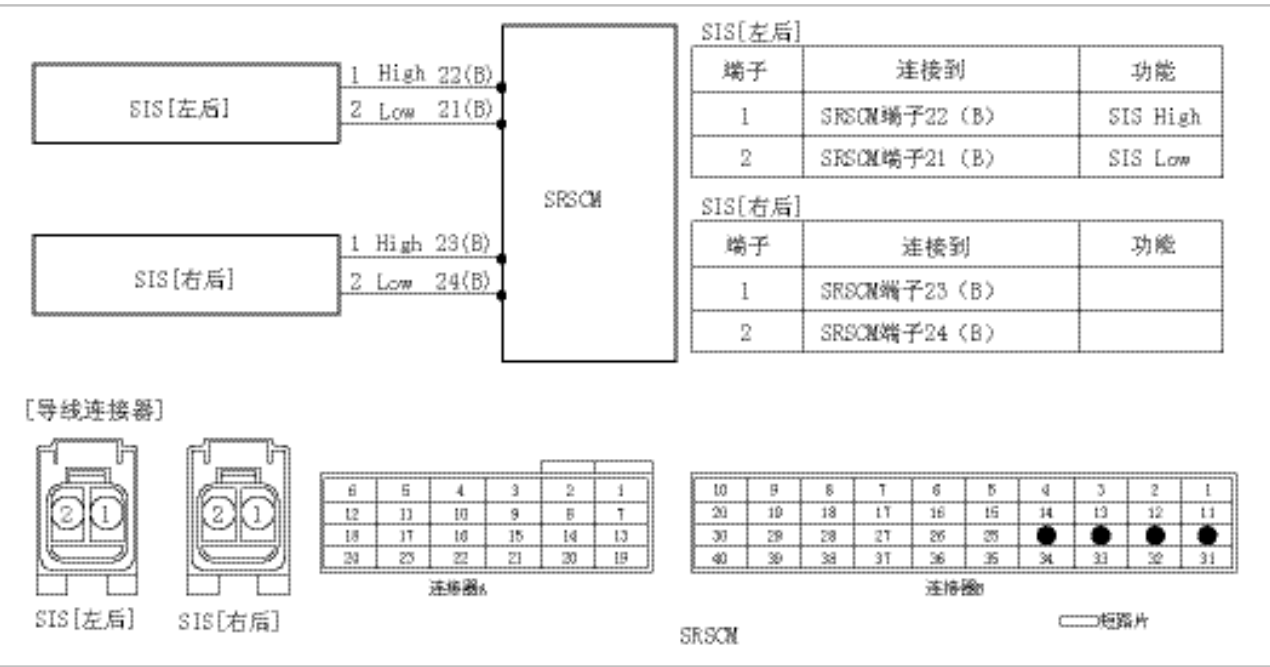 SIS[左后]
端子 连接到 功能
1 SRSCM端子22（B） SIS High
2 SRSCM端子21（B） SIS Low
SIS[右后]
端子 连接到 功能
1 SRSCM端子23（B）
2 SRSCM端子24（B）
SIS[左后]
1 High 22(B)
2 Low 21(B)
SRSCM
SIS[右后]
1 High 23(B)
2 Low 24(B)
[导线连接器]
2 1
SIS[左后]
2 1
SIS[右后]
6 5 4 3 2 1
12 11 10 9 8 7
18 17 16 15 14 13
24 23 22 21 20 19
连接器A
10 9 8 7 6 5 4 3 2 1
20 19 18 17 16 15 14 13 12 11
30 29 28 27 26 25
40 39 38 37 36 35 34 33 32 31
连接器B
短路片
SRSCM